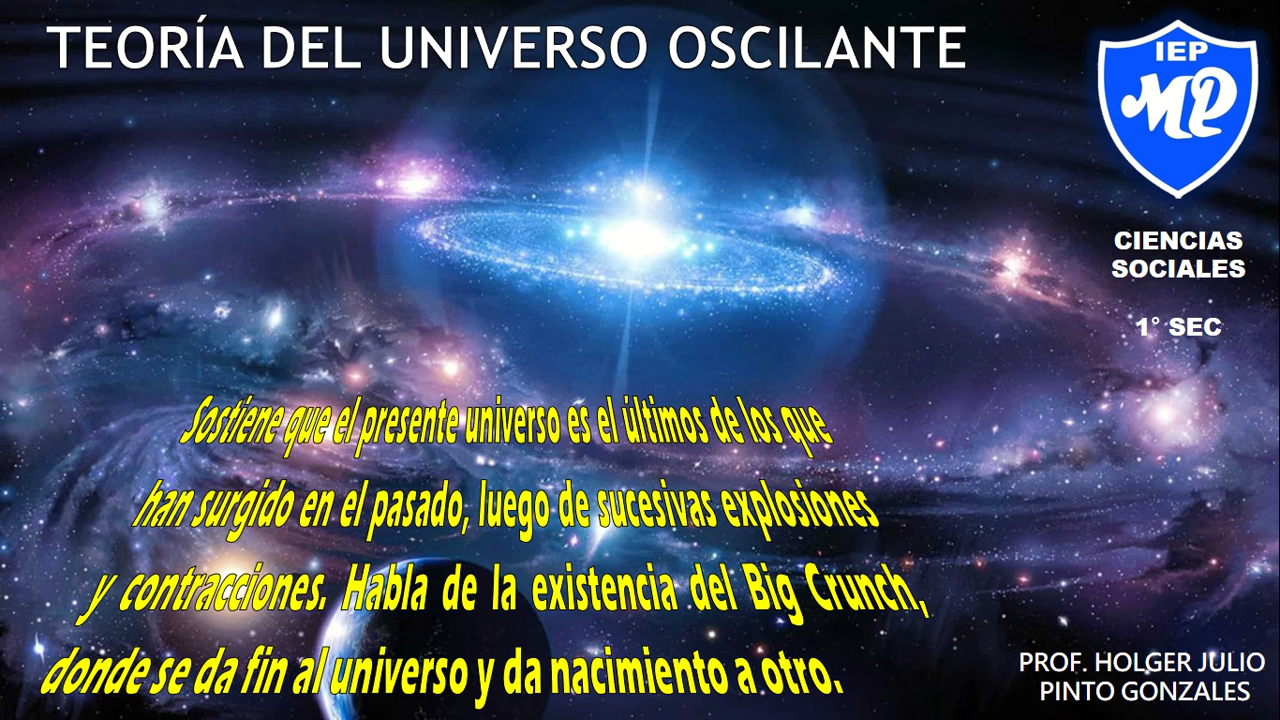 TEORÍA DEL UNIVERSO OSCILANTE
IEP
MP
CIENCIAS
SOCIALES
1° SEC
Sostiene que el presente universo es el últimos de los que
han surgido en el pasado, luego de sucesivas explosiones
y contracciones. Habla de la existencia del Big Crunch,
donde se da fin al universo y da nacimiento a otro.
PROF. HOLGER JULIO
PINTO GONZALES